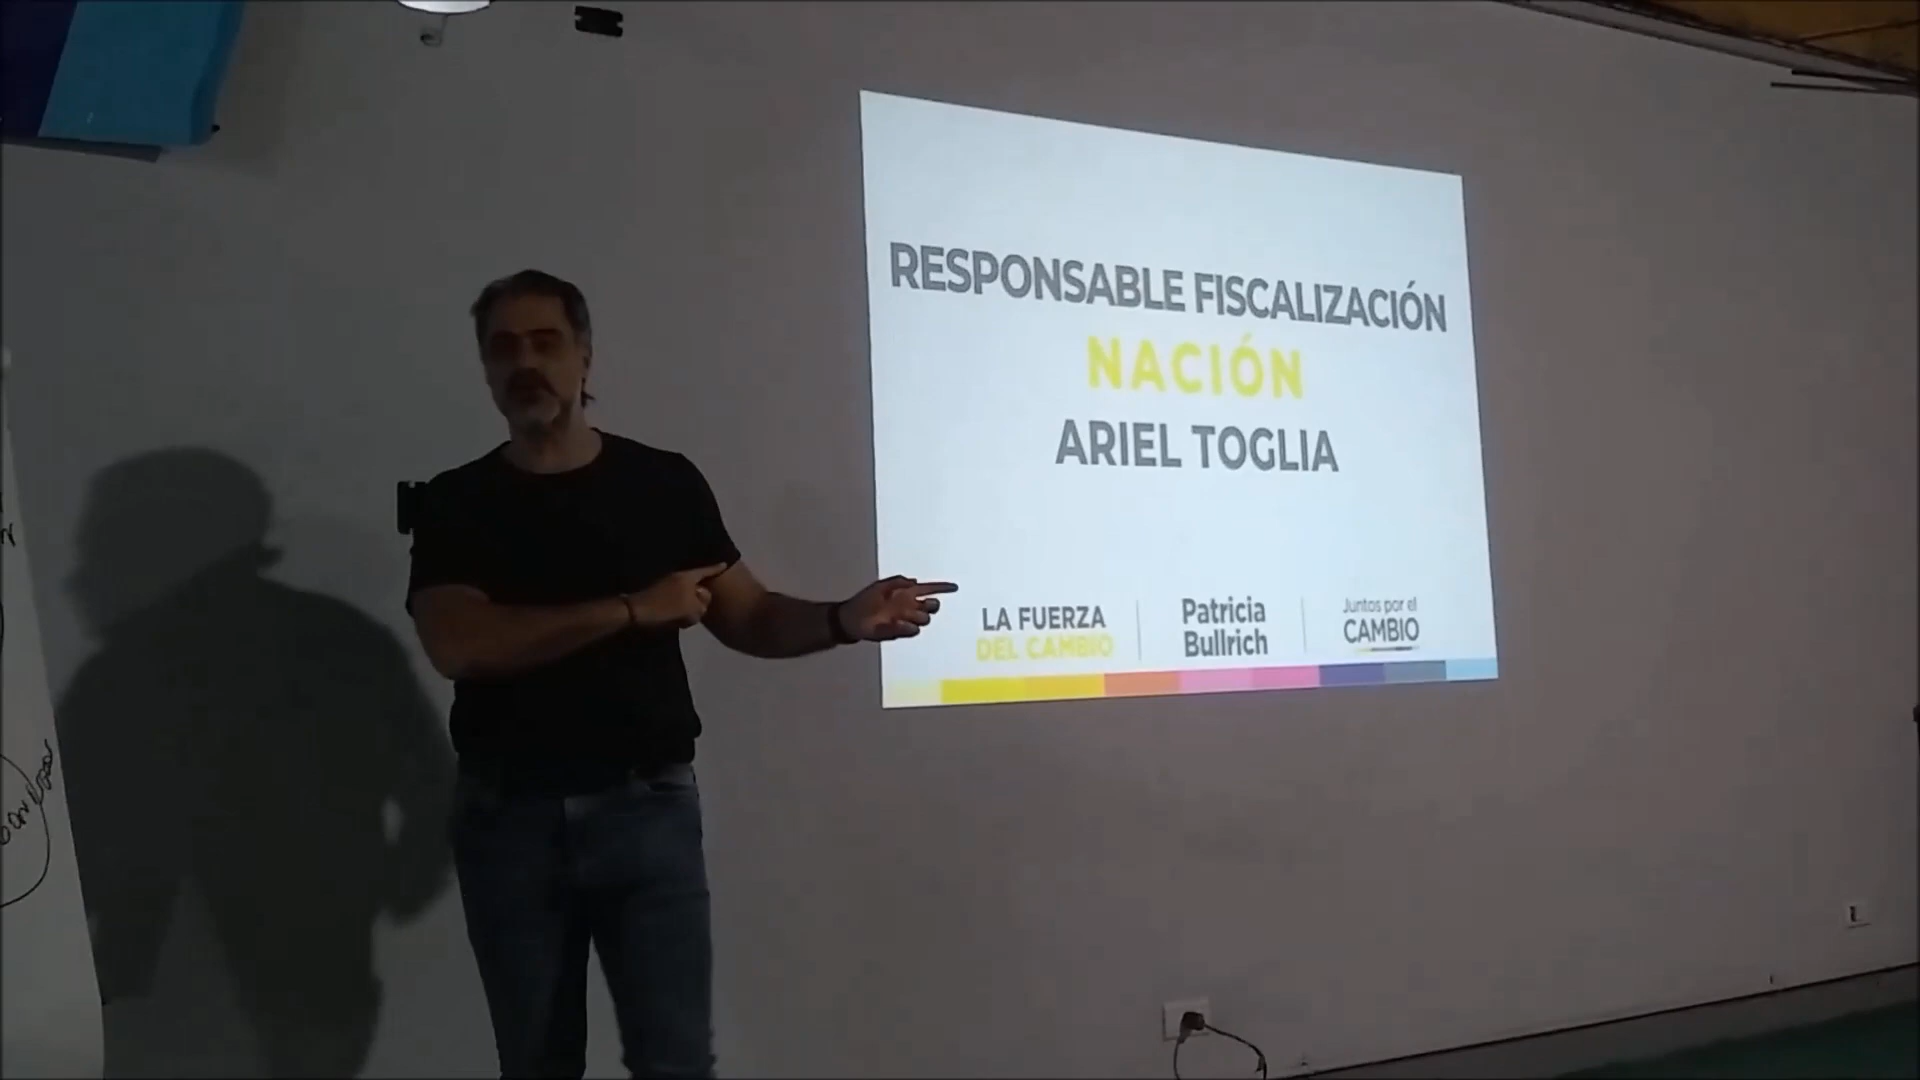 RESPONSABLE FISCALIZACIÓN
NACIÓN
ARIEL TOGLIA
LA FUERZA
DEL CAMBIO
Patricia
Bullrich
Juntos por el
CAMBIO